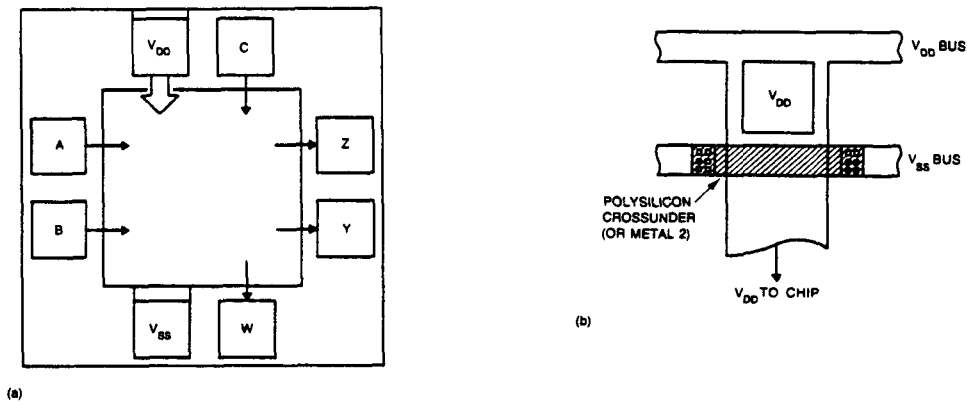 V_DD
C
A
Z
B
Y
V_SS
W
(a)
V_DD BUS
V_DD
V_SS BUS
POLYSILICON
CROSSUNDER
(OR METAL 2)
V_DD TO CHIP
(b)